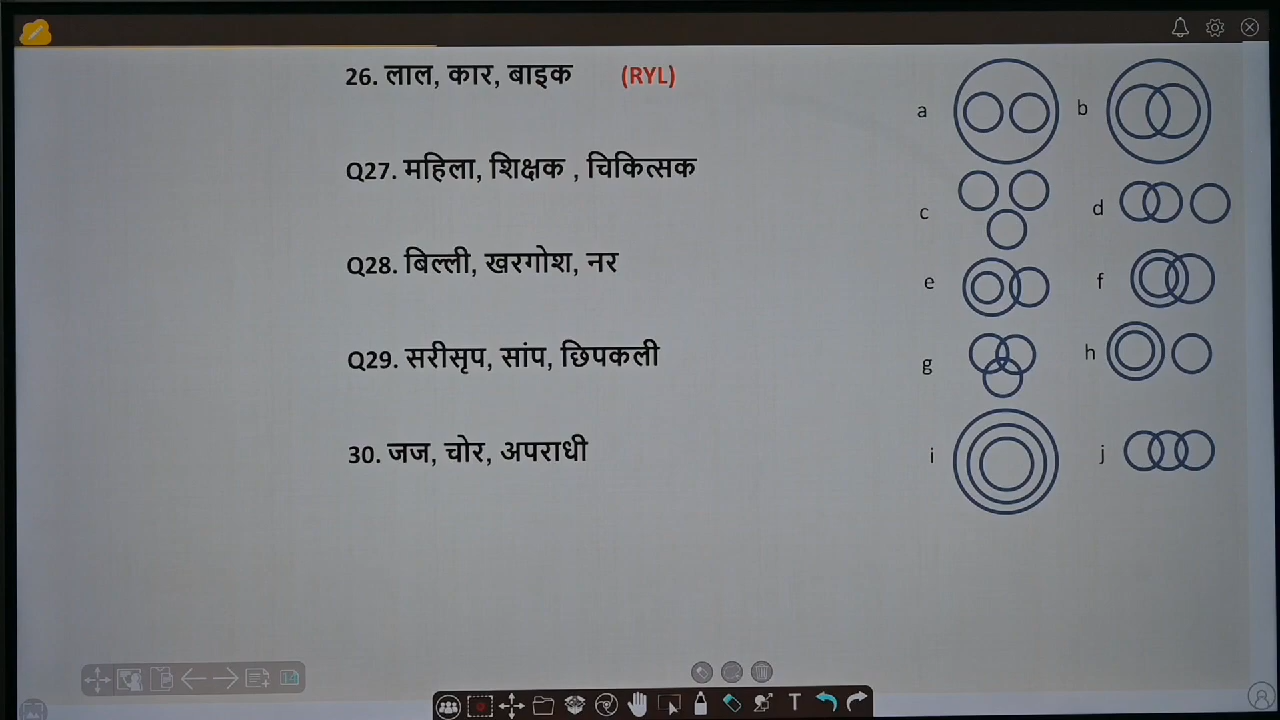 26. लाल, कार, बाइक (RYL)
a
b
Q27. महिला, शिक्षक , चिकित्सक
c
d
Q28. बिल्ली, खरगोश, नर
e
f
Q29. सरीसृप, सांप, छिपकली
g
h
30. जज, चोर, अपराधी
i
j
T